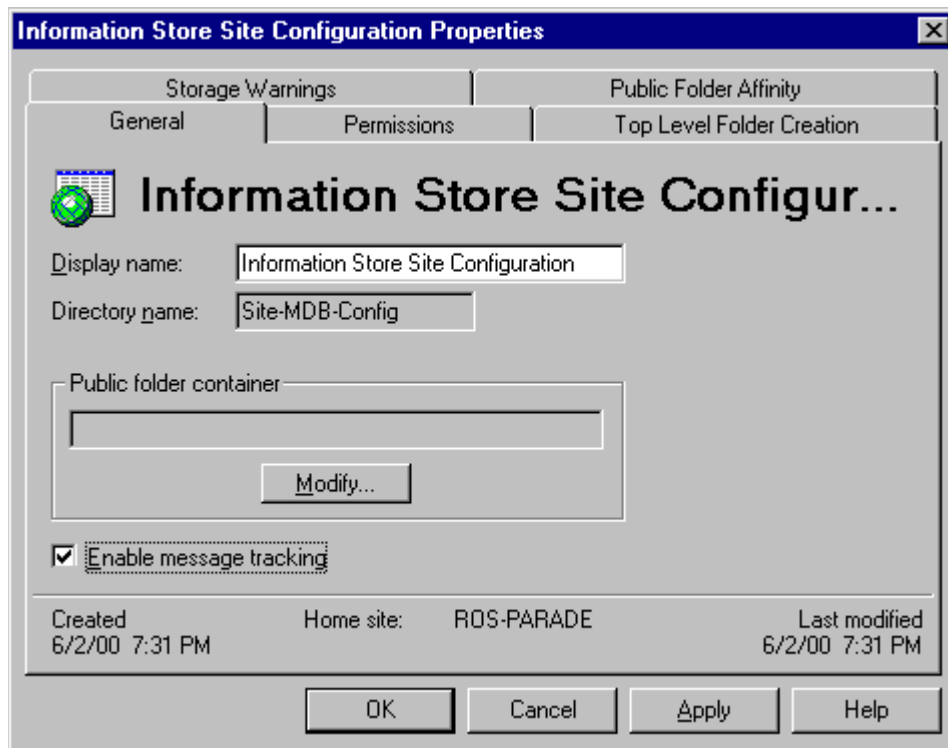 Information Store Site Configuration Properties
Storage Warnings Public Folder Affinity
General Permissions Top Level Folder Creation
Information Store Site Configur...
Display name: Information Store Site Configuration
Directory name: Site-MDB-Config
Public folder container
Modify...
Enable message tracking
Created Home site: ROS-PARADE Last modified
6/2/00 7:31 PM 6/2/00 7:31 PM
OK Cancel Apply Help